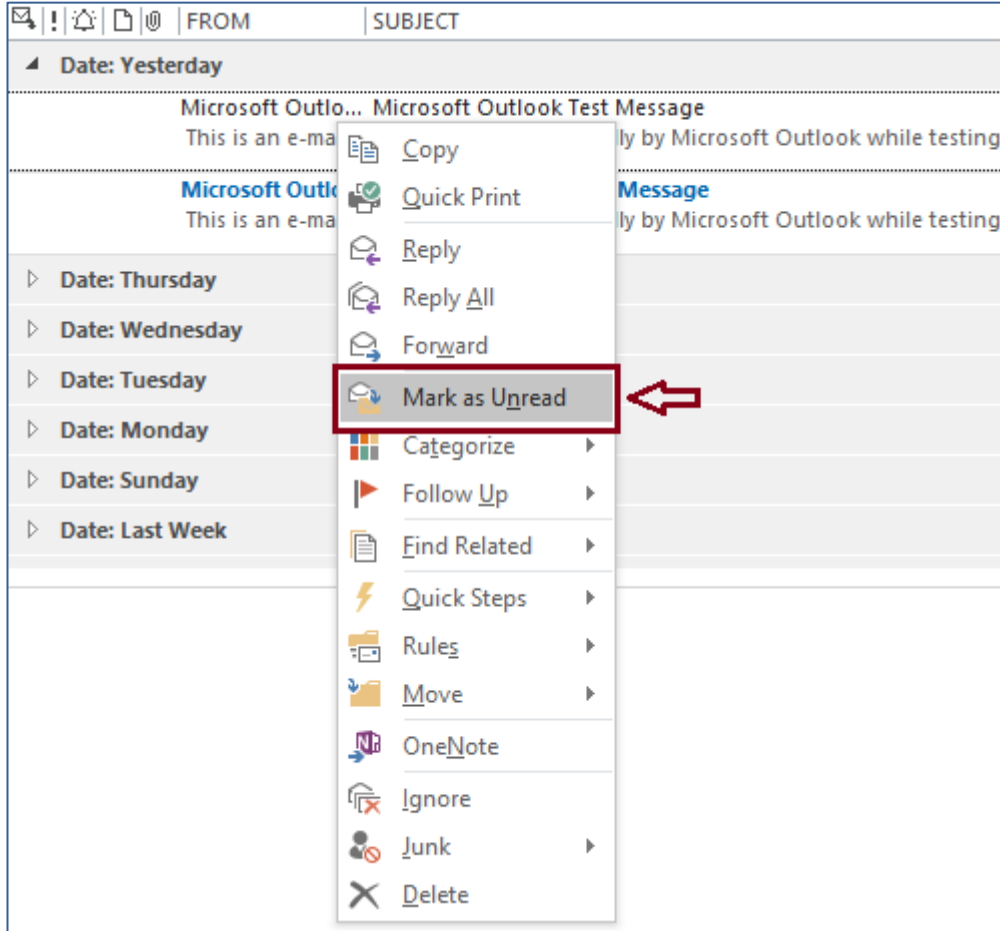 ! FROM SUBJECT
Date: Yesterday
Microsoft Outlo... Microsoft Outlook Test Message
This is an e-ma ly by Microsoft Outlook while testing
Microsoft Outlo Message
This is an e-ma ly by Microsoft Outlook while testing
Date: Thursday
Date: Wednesday
Date: Tuesday
Date: Monday
Date: Sunday
Date: Last Week
Copy
Quick Print
Reply
Reply All
Forward
Mark as Unread
Categorize
Follow Up
Find Related
Quick Steps
Rules
Move
OneNote
Ignore
Junk
Delete